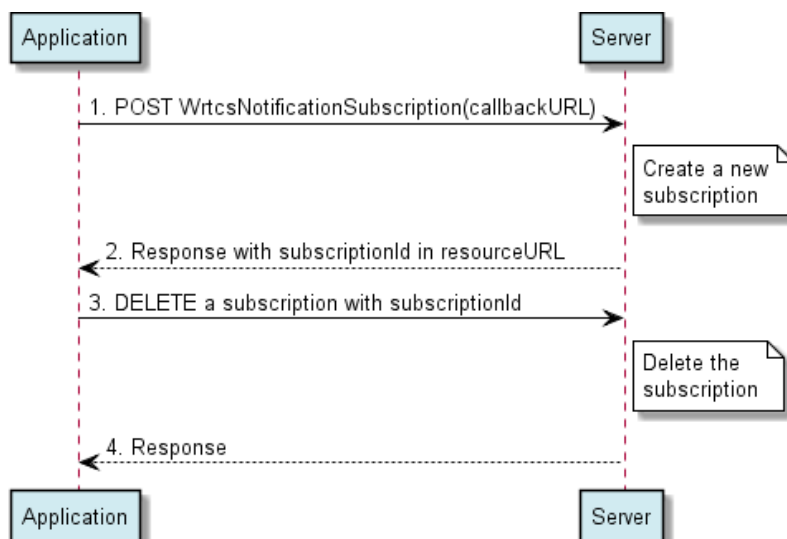 Application
Server
1. POST WrtcsNotificationSubscription(callbackURL)
Create a new
subscription
2. Response with subscriptionId in resourceURL
3. DELETE a subscription with subscriptionId
Delete the
subscription
4. Response
Application
Server